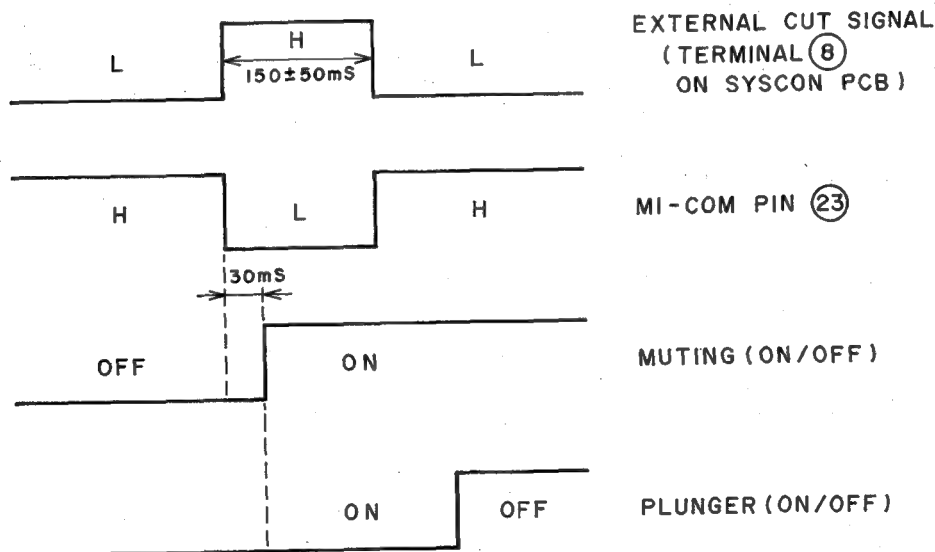 EXTERNAL CUT SIGNAL
(TERMINAL ⑧
ON SYSCON PCB)
L
H
L
150±50mS
MI-COM PIN ㉓
H
L
H
30mS
MUTING (ON/OFF)
OFF
ON
PLUNGER (ON/OFF)
ON
OFF